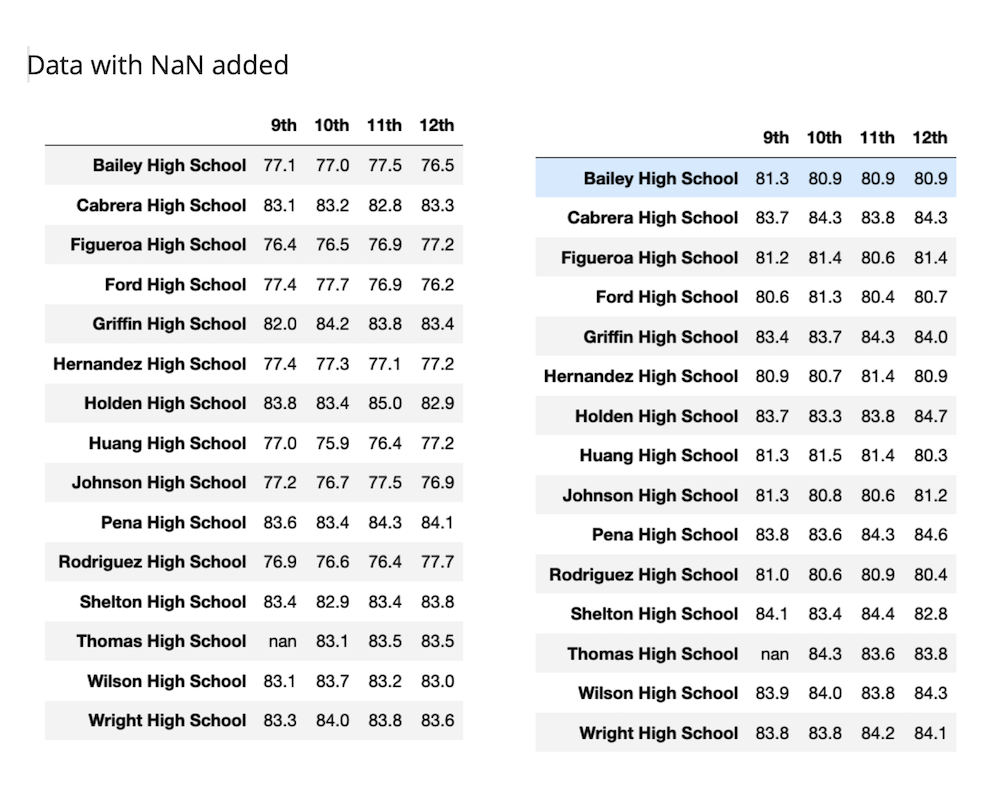 Data with NaN added
9th 10th 11th 12th
Bailey High School 77.1 77.0 77.5 76.5
Cabrera High School 83.1 83.2 82.8 83.3
Figueroa High School 76.4 76.5 76.9 77.2
Ford High School 77.4 77.7 76.9 76.2
Griffin High School 82.0 84.2 83.8 83.4
Hernandez High School 77.4 77.3 77.1 77.2
Holden High School 83.8 83.4 85.0 82.9
Huang High School 77.0 75.9 76.4 77.2
Johnson High School 77.2 76.7 77.5 76.9
Pena High School 83.6 83.4 84.3 84.1
Rodriguez High School 76.9 76.6 76.4 77.7
Shelton High School 83.4 82.9 83.4 83.8
Thomas High School nan 83.1 83.5 83.5
Wilson High School 83.1 83.7 83.2 83.0
Wright High School 83.3 84.0 83.8 83.6
9th 10th 11th 12th
Bailey High School 81.3 80.9 80.9 80.9
Cabrera High School 83.7 84.3 83.8 84.3
Figueroa High School 81.2 81.4 80.6 81.4
Ford High School 80.6 81.3 80.4 80.7
Griffin High School 83.4 83.7 84.3 84.0
Hernandez High School 80.9 80.7 81.4 80.9
Holden High School 83.7 83.3 83.8 84.7
Huang High School 81.3 81.5 81.4 80.3
Johnson High School 81.3 80.8 80.6 81.2
Pena High School 83.8 83.6 84.3 84.6
Rodriguez High School 81.0 80.6 80.9 80.4
Shelton High School 84.1 83.4 84.4 82.8
Thomas High School nan 84.3 83.6 83.8
Wilson High School 83.9 84.0 83.8 84.3
Wright High School 83.8 83.8 84.2 84.1